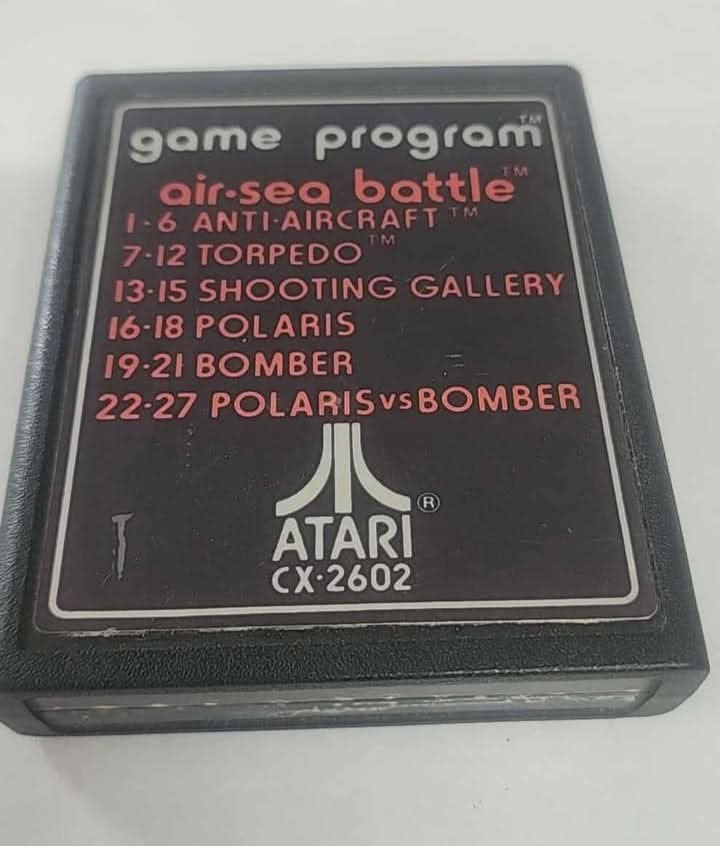 game program™
air·sea battle™
1-6 ANTI-AIRCRAFT™
7-12 TORPEDO™
13-15 SHOOTING GALLERY
16-18 POLARIS
19-21 BOMBER
22-27 POLARIS vs BOMBER
ATARI®
CX-2602